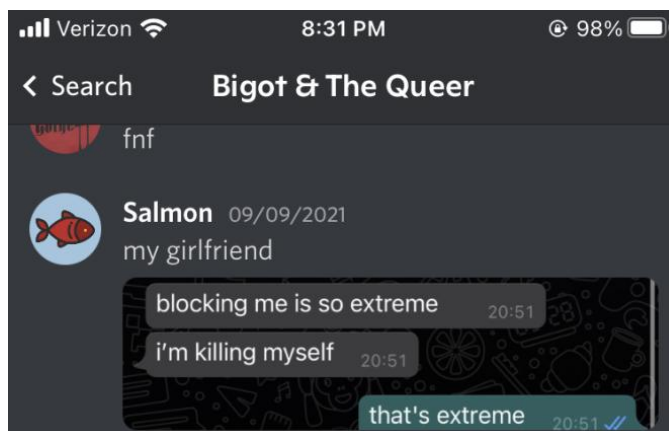 Verizon 8:31 PM 98%
Search Bigot & The Queer
fnf
Salmon 09/09/2021
my girlfriend
blocking me is so extreme 20:51
i'm killing myself 20:51
that's extreme 20:51